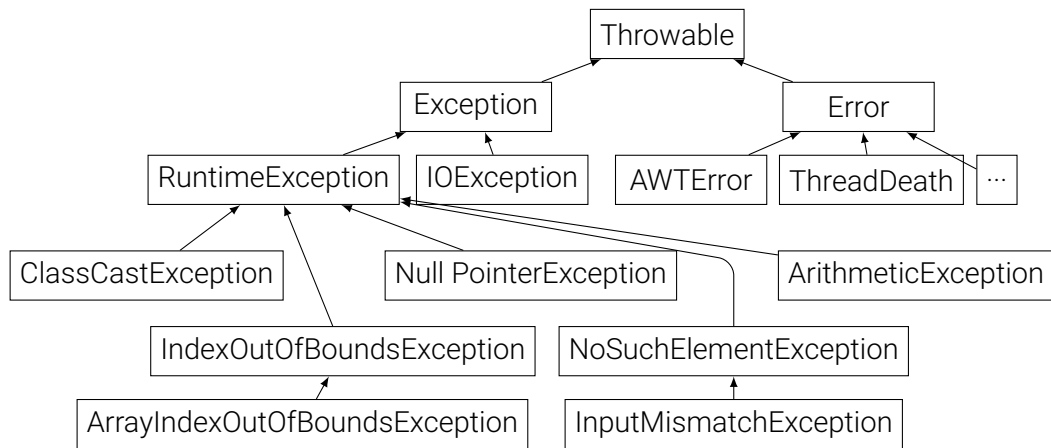 Throwable
Exception
Error
RuntimeException
IOException
AWTError
ThreadDeath
...
ClassCastException
Null PointerException
ArithmeticException
IndexOutOfBoundsException
NoSuchElementException
ArrayIndexOutOfBoundsException
InputMismatchException